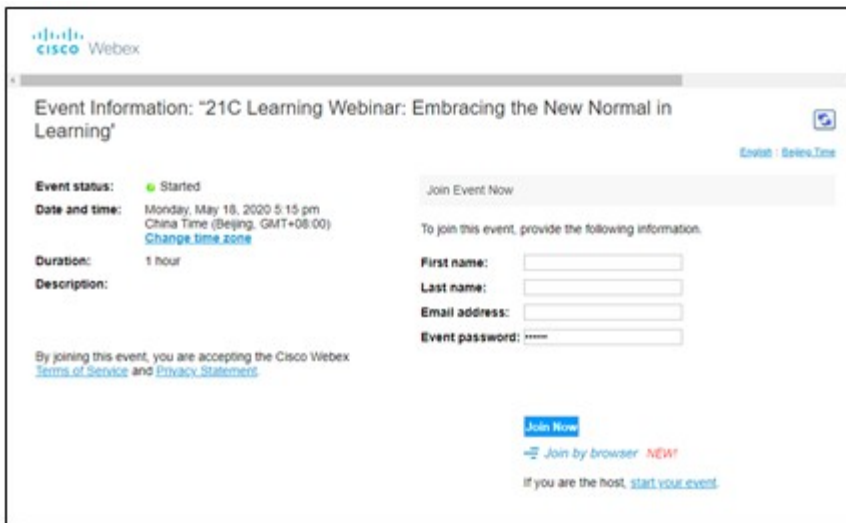 cisco Webex
Event Information: "21C Learning Webinar: Embracing the New Normal in
Learning"
English : Beijing Time
Event status: Started
Date and time: Monday, May 18, 2020 5:15 pm
China Time (Beijing, GMT+08:00)
Change time zone
Duration: 1 hour
Description:
By joining this event, you are accepting the Cisco Webex
Terms of Service and Privacy Statement.
Join Event Now
To join this event, provide the following information.
First name:
Last name:
Email address:
Event password: ••••••
Join Now
Join by browser NEW!
If you are the host, start your event.